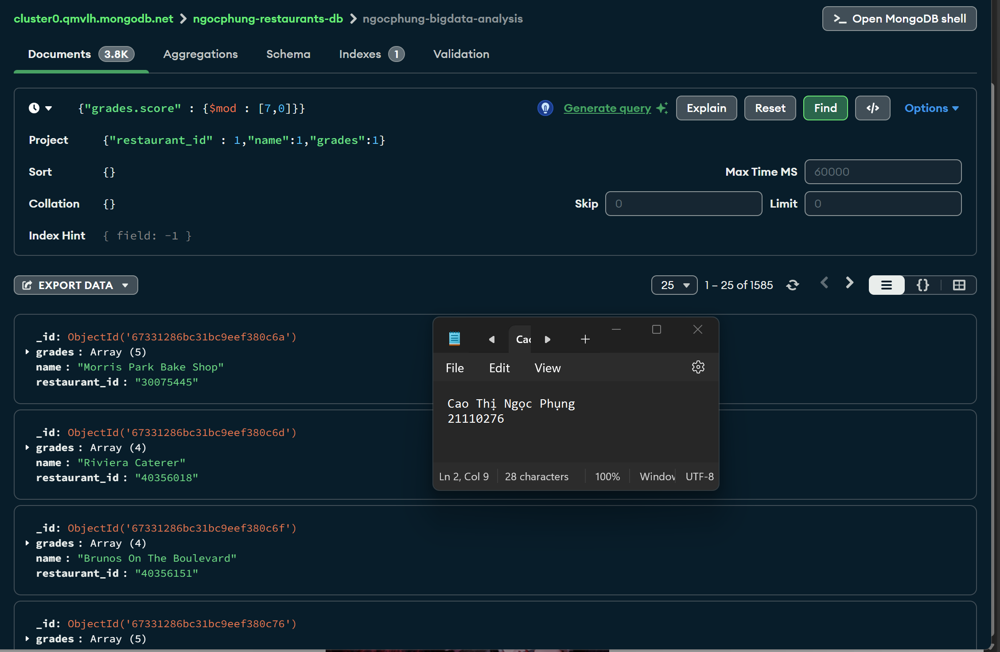 cluster0.qmvlh.mongodb.net > ngocphung-restaurants-db > ngocphung-bigdata-analysis
>_ Open MongoDB shell
Documents 3.8K Aggregations Schema Indexes 1 Validation
{"grades.score" : {$mod : [7,0]}}
Generate query Explain Reset Find </> Options
Project {"restaurant_id" : 1,"name":1,"grades":1}
Sort {}
Max Time MS 60000
Collation {}
Skip 0 Limit 0
Index Hint { field: -1 }
EXPORT DATA
25 1 – 25 of 1585 {}
_id: ObjectId('67331286bc31bc9eef380c6a')
grades : Array (5)
name : "Morris Park Bake Shop"
restaurant_id : "30075445"
_id: ObjectId('67331286bc31bc9eef380c6d')
grades : Array (4)
name : "Riviera Caterer"
restaurant_id : "40356018"
_id: ObjectId('67331286bc31bc9eef380c6f')
grades : Array (4)
name : "Brunos On The Boulevard"
restaurant_id : "40356151"
_id: ObjectId('67331286bc31bc9eef380c76')
grades : Array (5)
Cao
File Edit View
Cao Thị Ngọc Phụng
21110276
Ln 2, Col 9 28 characters 100% Window UTF-8